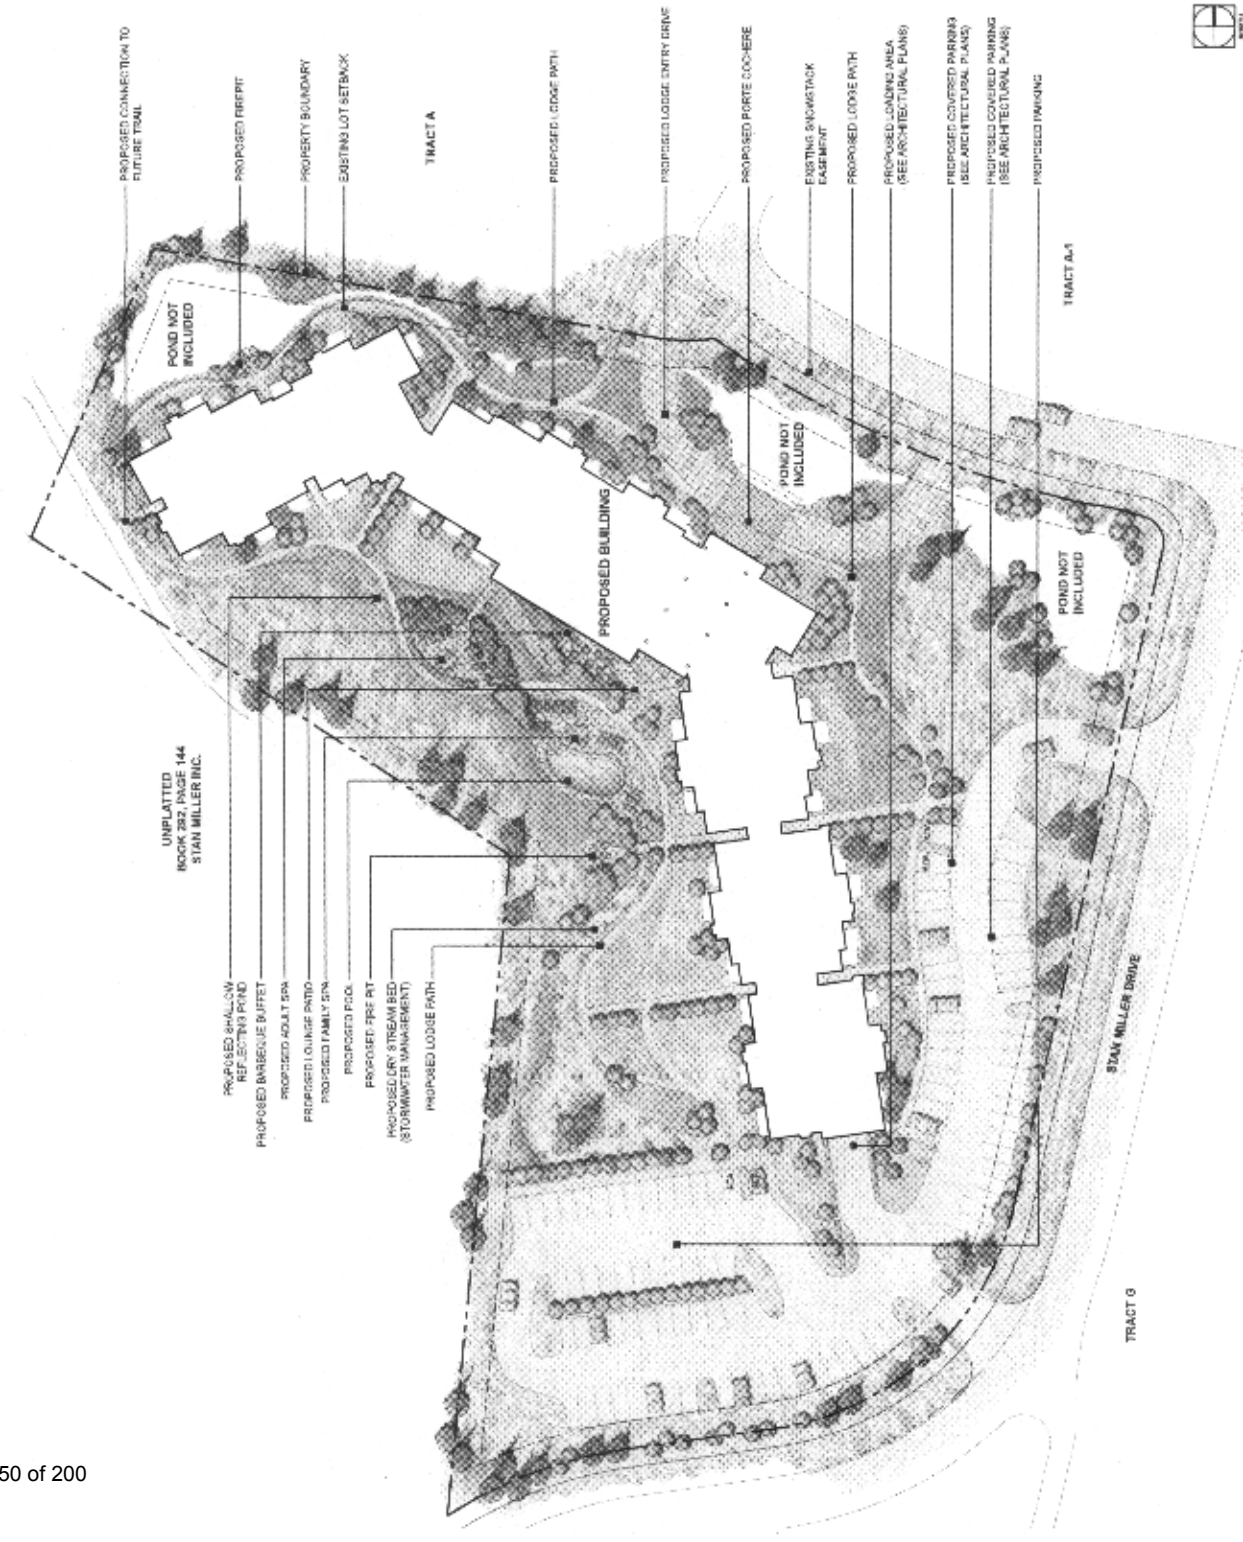 PROPOSED CONNECTION TO
FUTURE TRAIL
PROPOSED FIREPIT
PROPERTY BOUNDARY
EXISTING LOT SETBACK
TRACT A
PROPOSED LODGE PATH
PROPOSED LODGE ENTRY DRIVE
PROPOSED PORTE COCHERE
EXISTING SNOWSTACK
EASEMENT
PROPOSED LODGE PATH
PROPOSED LOADING AREA
(SEE ARCHITECTURAL PLANS)
PROPOSED COVERED PARKING
(SEE ARCHITECTURAL PLANS)
PROPOSED COVERED PARKING
(SEE ARCHITECTURAL PLANS)
PROPOSED PARKING
TRACT A-1
POND NOT
INCLUDED
POND NOT
INCLUDED
POND NOT
INCLUDED
PROPOSED BUILDING
UNPLATTED
BOOK 292, PAGE 144
STAN MILLER INC.
PROPOSED SHALLOW
REFLECTING POND
PROPOSED BARBEQUE BUFFET
PROPOSED ADULT SPA
PROPOSED LOUNGE PATIO
PROPOSED FAMILY SPA
PROPOSED POOL
PROPOSED FIRE PIT
PROPOSED DRY STREAM BED
(STORMWATER MANAGEMENT)
PROPOSED LODGE PATH
STAN MILLER DRIVE
TRACT G
50 of 200